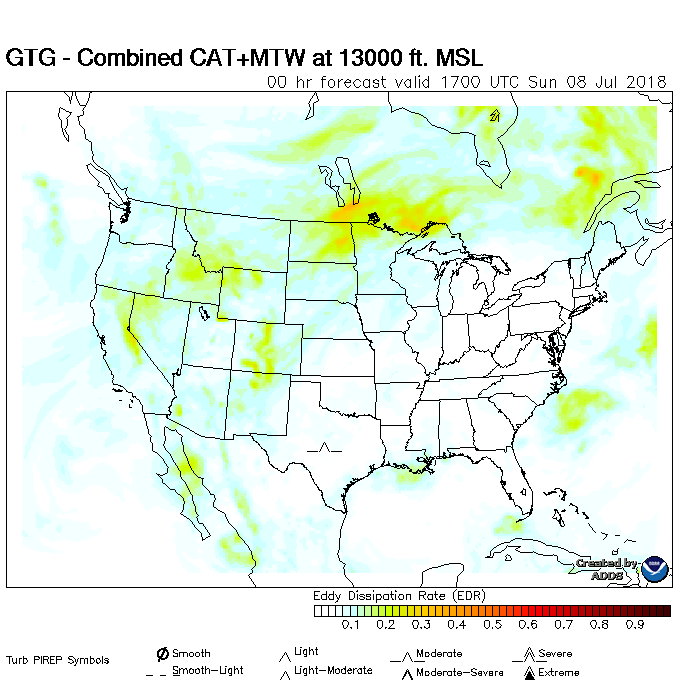 GTG - Combined CAT+MTW at 13000 ft. MSL
00 hr forecast valid 1700 UTC Sun 08 Jul 2018
21
Created by
ADDS
Eddy Dissipation Rate (EDR)
0.1 0.2 0.3 0.4 0.5 0.6 0.7 0.8 0.9
Turb PIREP Symbols
Smooth Light Moderate Severe
Smooth-Light Light-Moderate Moderate-Severe Extreme